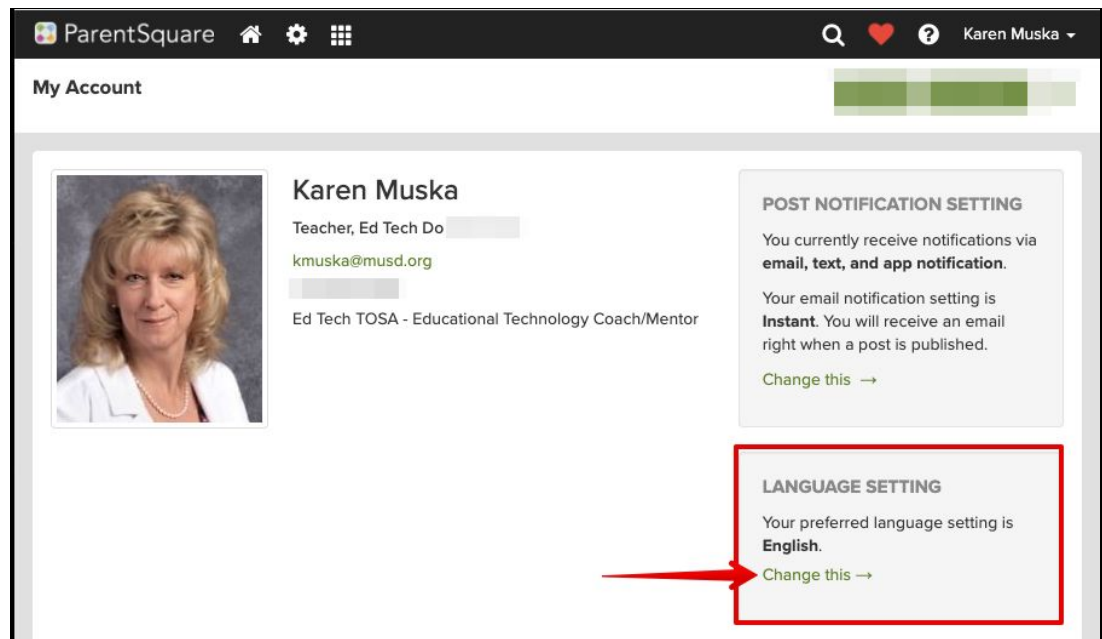 ParentSquare
Karen Muska
My Account
Karen Muska
Teacher, Ed Tech Do
kmuska@musd.org
Ed Tech TOSA - Educational Technology Coach/Mentor
POST NOTIFICATION SETTING
You currently receive notifications via
email, text, and app notification.
Your email notification setting is
Instant. You will receive an email
right when a post is published.
Change this →
LANGUAGE SETTING
Your preferred language setting is
English.
Change this →